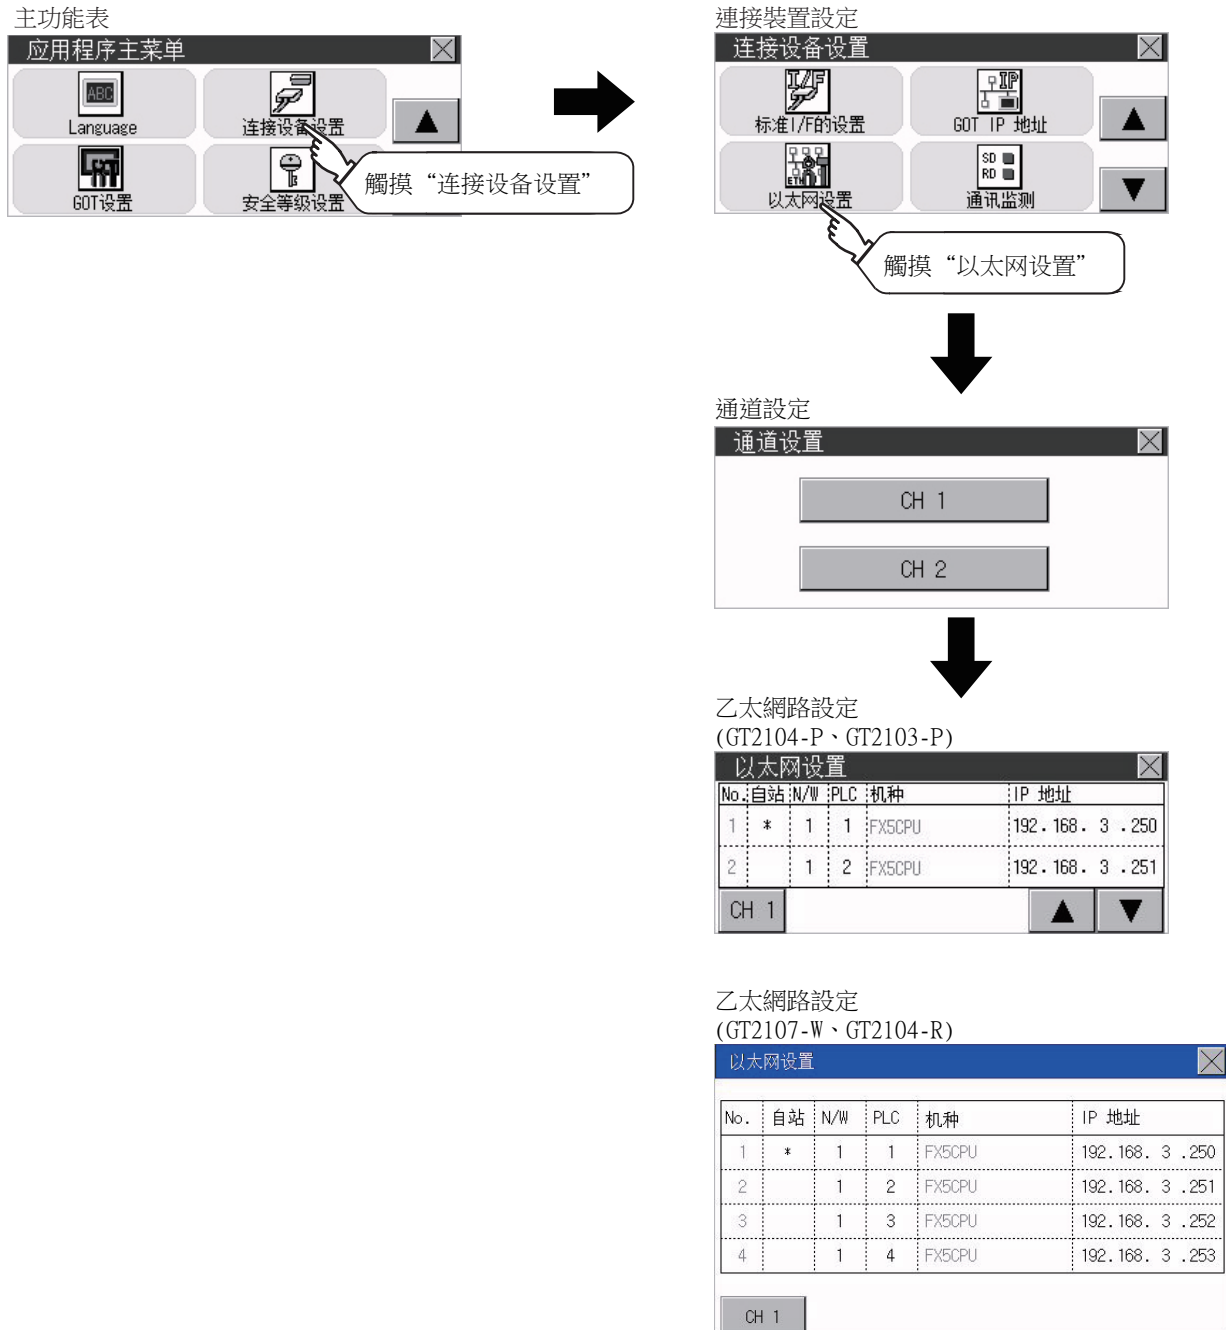 主功能表
应用程序主菜单
ABC
Language
连接设备设置
GOT设置
安全等级设置
觸摸“连接设备设置”
連接裝置設定
连接设备设置
I/F
标准I/F的设置
IP
GOT IP 地址
ETH
以太网设置
SD
RD
通讯监测
觸摸“以太网设置”
通道設定
通道设置
CH 1
CH 2
乙太網路設定
(GT2104-P、GT2103-P)
以太网设置
No. 自站 N/W PLC 机种 IP 地址
1 * 1 1 FX5CPU 192.168. 3 .250
2 1 2 FX5CPU 192.168. 3 .251
CH 1
乙太網路設定
(GT2107-W、GT2104-R)
以太网设置
No. 自站 N/W PLC 机种 IP 地址
1 * 1 1 FX5CPU 192.168. 3 .250
2 1 2 FX5CPU 192.168. 3 .251
3 1 3 FX5CPU 192.168. 3 .252
4 1 4 FX5CPU 192.168. 3 .253
CH 1